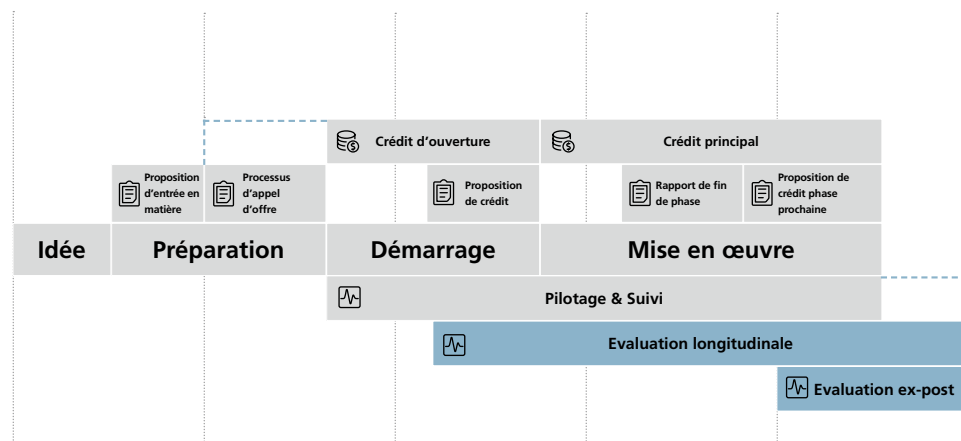 Crédit d’ouverture
Crédit principal
Proposition
d’entrée en
matière
Processus
d’appel
d’offre
Proposition
de crédit
Rapport de fin
de phase
Proposition de
crédit phase
prochaine
Idée
Préparation
Démarrage
Mise en œuvre
Pilotage & Suivi
Evaluation longitudinale
Evaluation ex-post